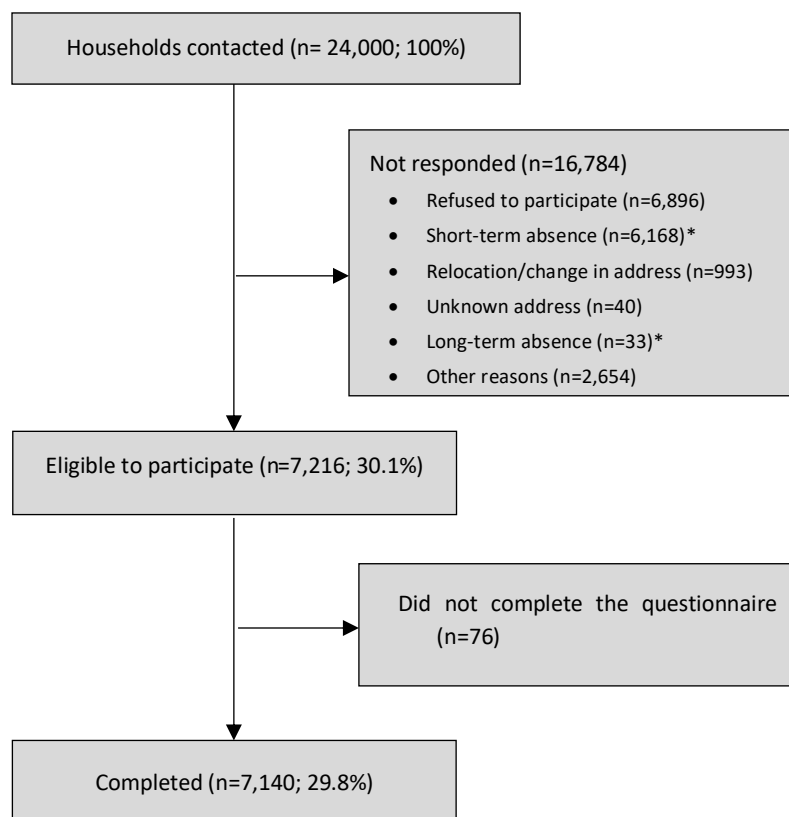 Households contacted (n= 24,000; 100%)
Not responded (n=16,784)
• Refused to participate (n=6,896)
• Short-term absence (n=6,168)*
• Relocation/change in address (n=993)
• Unknown address (n=40)
• Long-term absence (n=33)*
• Other reasons (n=2,654)
Eligible to participate (n=7,216; 30.1%)
Did not complete the questionnaire
(n=76)
Completed (n=7,140; 29.8%)